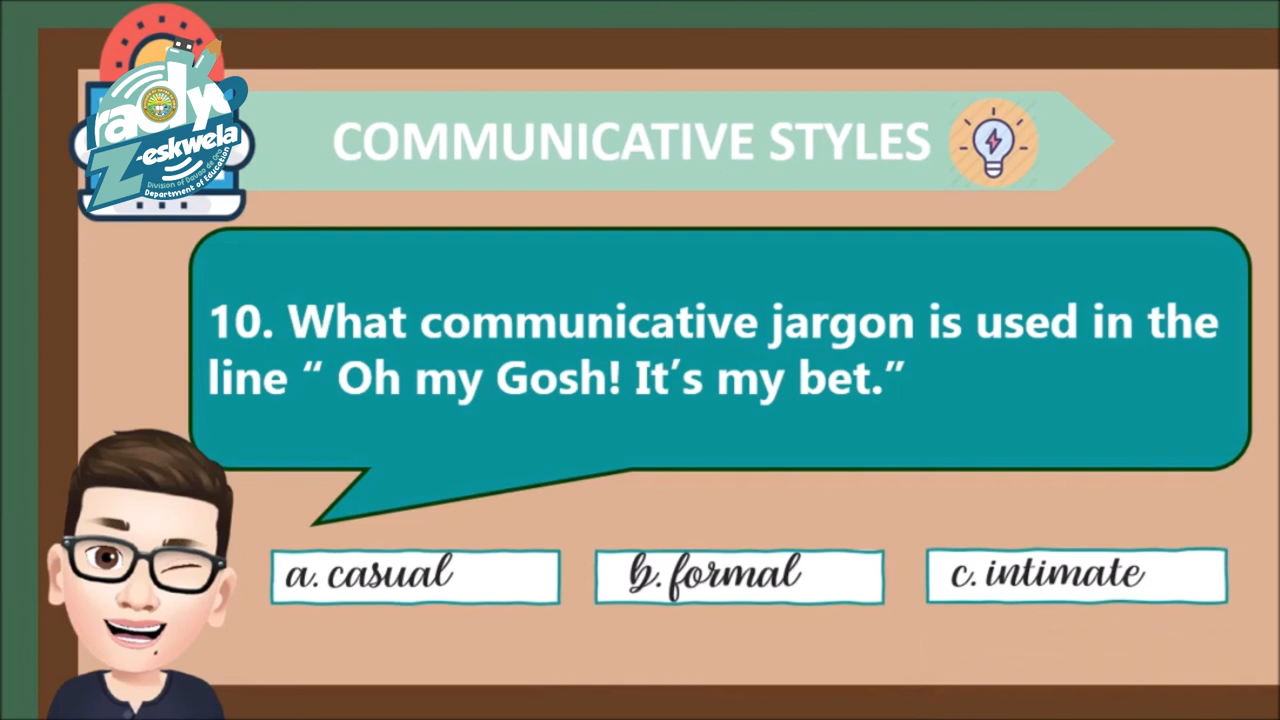 radyo
Z-eskwela
Division of Davao de Oro
Department of Education
COMMUNICATIVE STYLES
10. What communicative jargon is used in the
line “ Oh my Gosh! It’s my bet.”
a. casual
b. formal
c. intimate